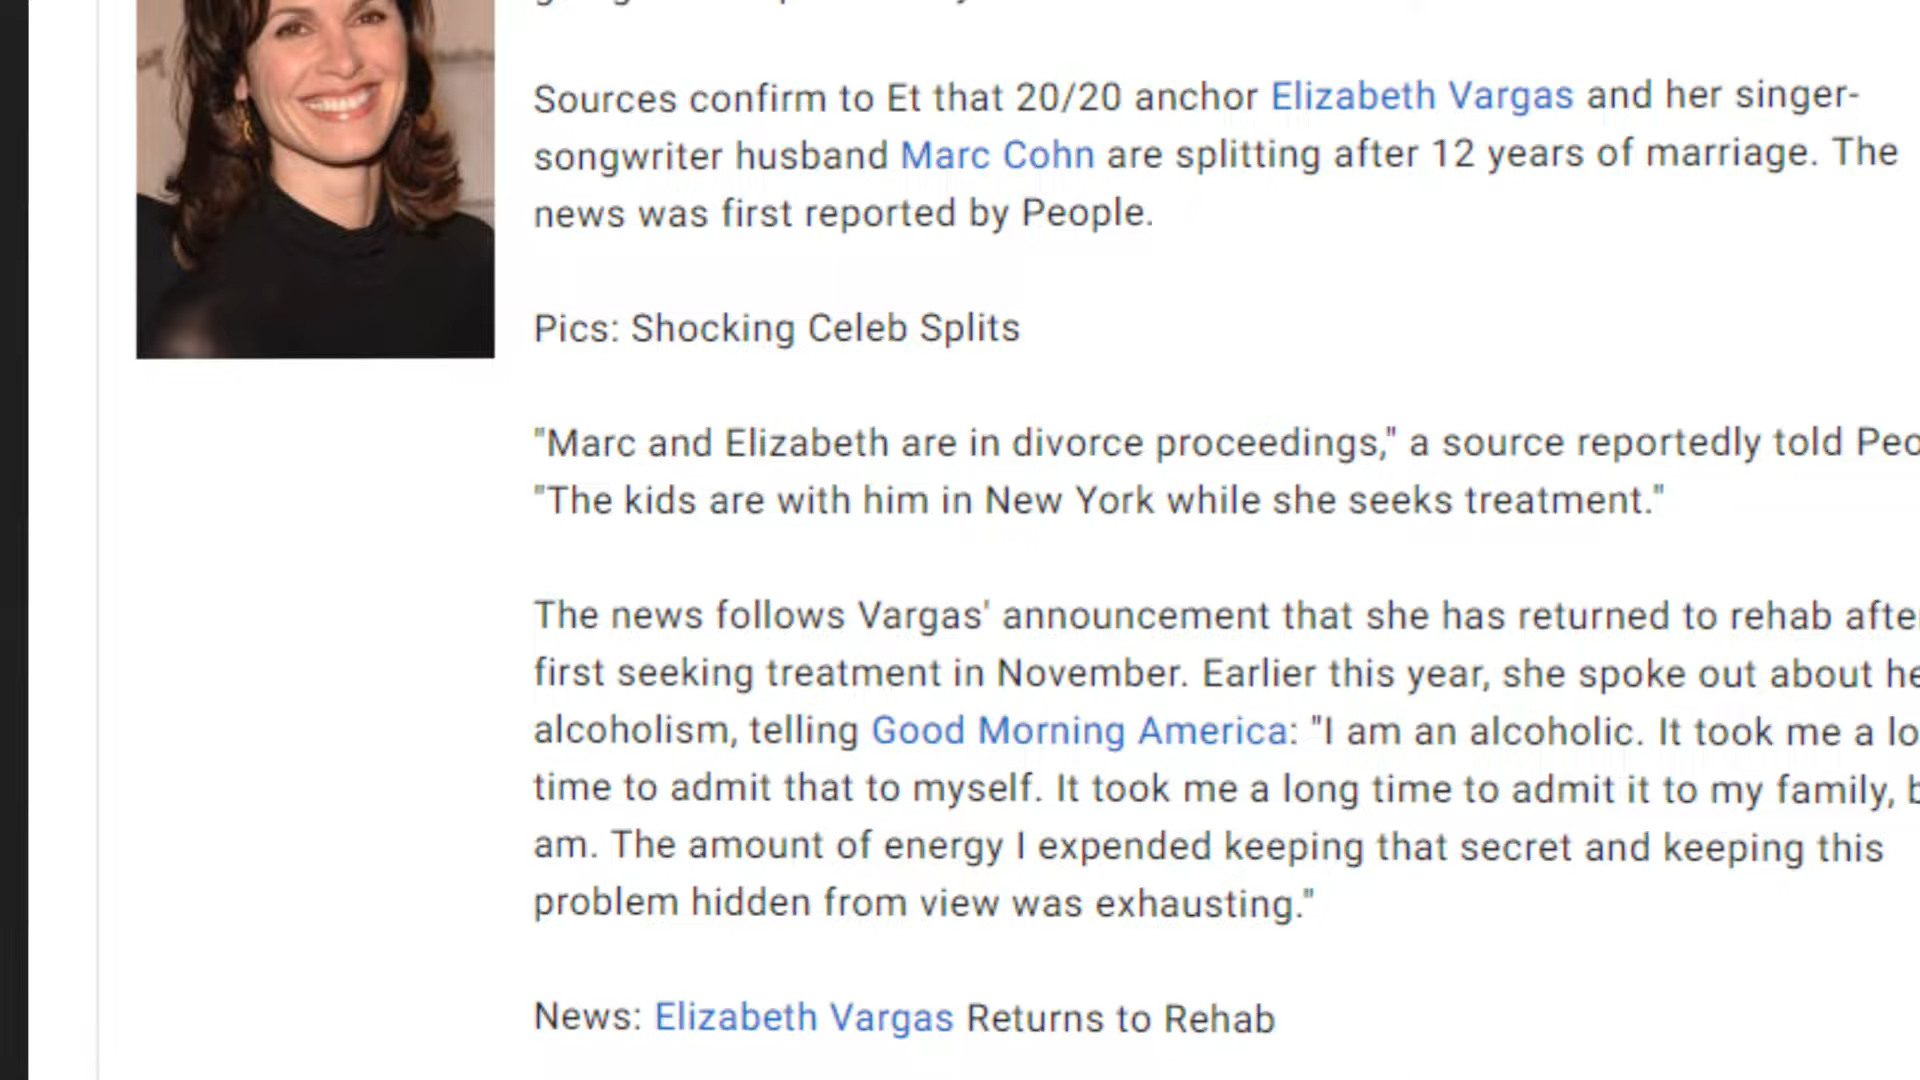 Sources confirm to Et that 20/20 anchor Elizabeth Vargas and her singer-
songwriter husband Marc Cohn are splitting after 12 years of marriage. The
news was first reported by People.
Pics: Shocking Celeb Splits
"Marc and Elizabeth are in divorce proceedings," a source reportedly told Peo
"The kids are with him in New York while she seeks treatment."
The news follows Vargas' announcement that she has returned to rehab afte
first seeking treatment in November. Earlier this year, she spoke out about he
alcoholism, telling Good Morning America: "I am an alcoholic. It took me a lo
time to admit that to myself. It took me a long time to admit it to my family, b
am. The amount of energy I expended keeping that secret and keeping this
problem hidden from view was exhausting."
News: Elizabeth Vargas Returns to Rehab